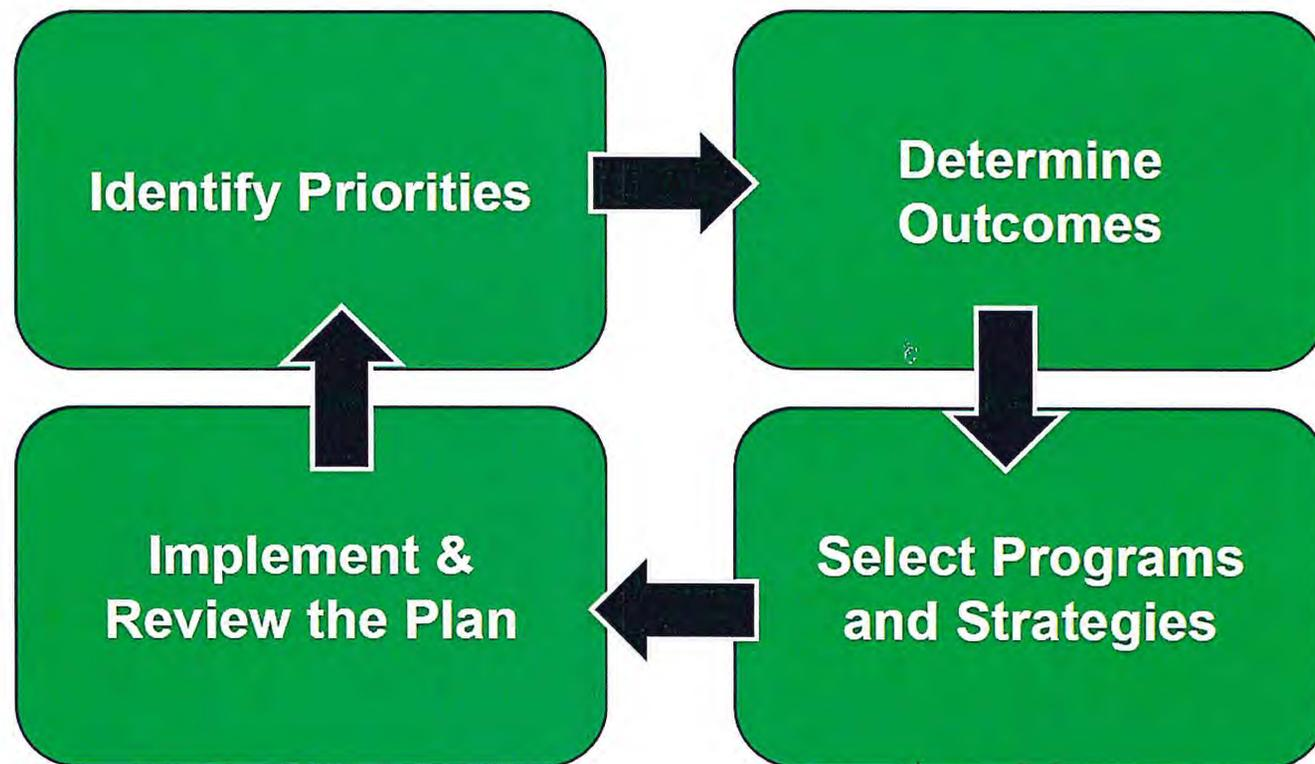 Identify Priorities
Determine
Outcomes
Select Programs
and Strategies
Implement &
Review the Plan